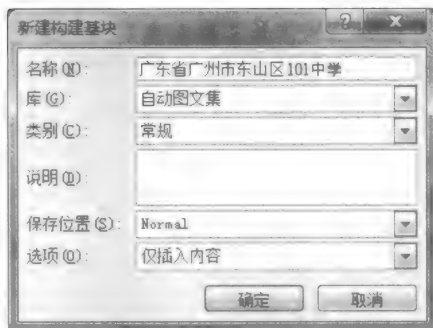 新建构建基块
名称(N): 广东省广州市东山区101中学
库(G): 自动图文集
类别(C): 常规
说明(D):
保存位置(S): Normal
选项(O): 仅插入内容
确定 取消